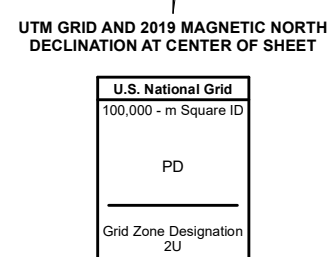 UTM GRID AND 2019 MAGNETIC NORTH
DECLINATION AT CENTER OF SHEET
U.S. National Grid
100,000 - m Square ID
PD
Grid Zone Designation
2U